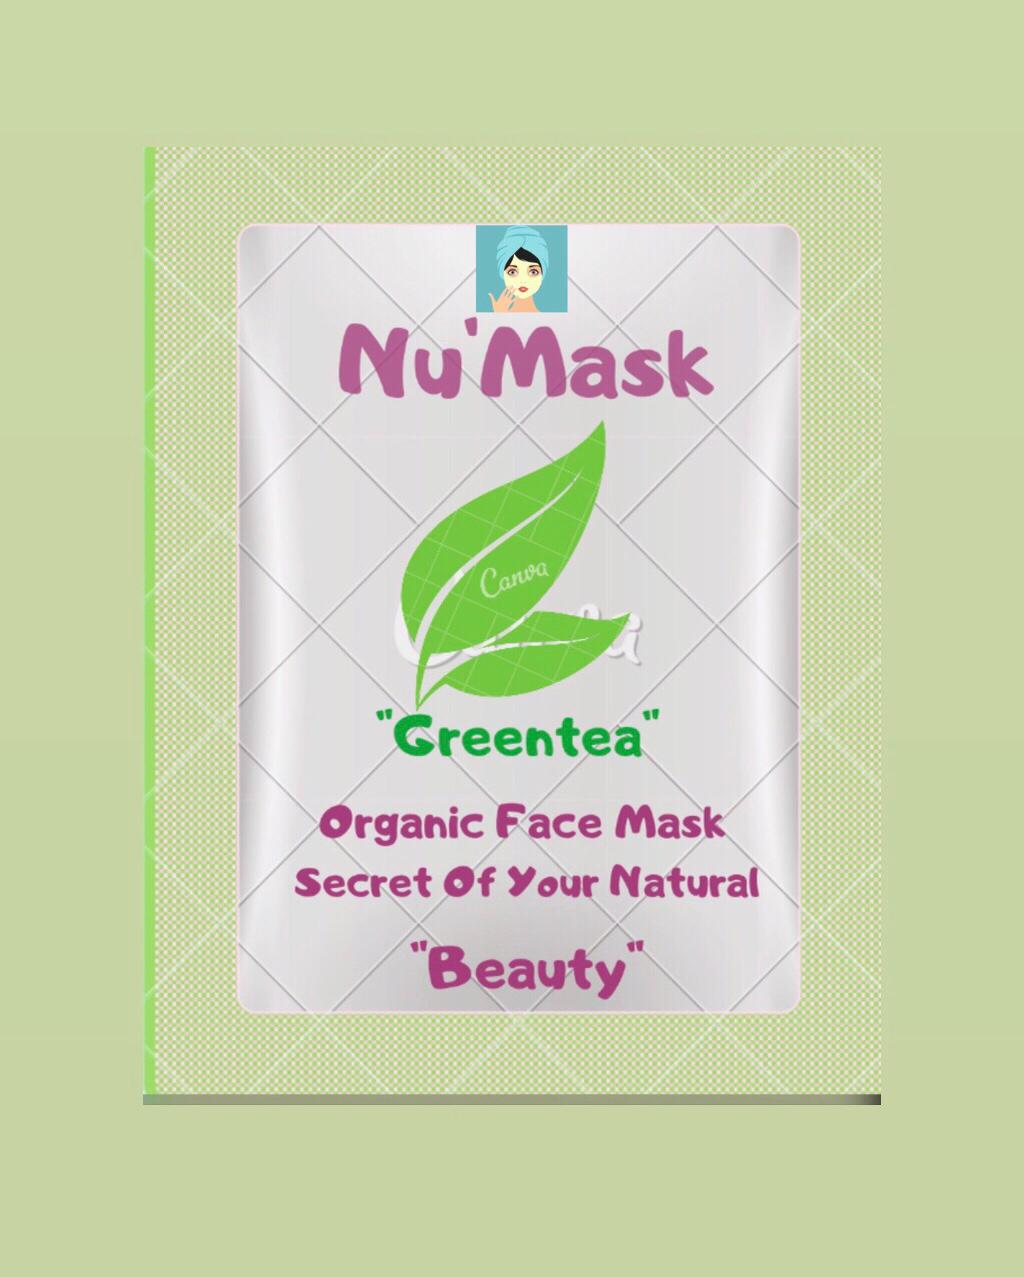 Nu'Mask
Canva
"Greentea"
Organic Face Mask
Secret Of Your Natural
"Beauty"